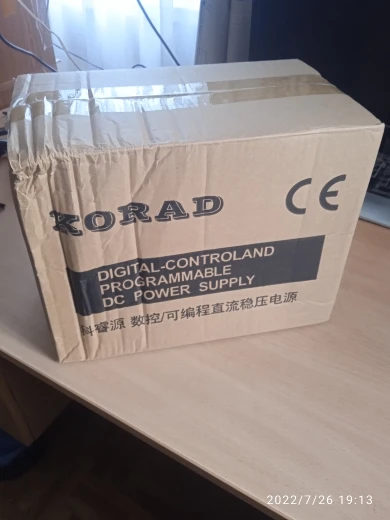 KORAD
CE
DIGITAL-CONTROLAND
PROGRAMMABLE
DC POWER SUPPLY
科睿源 数控/可编程直流稳压电源
2022/7/26 19:13